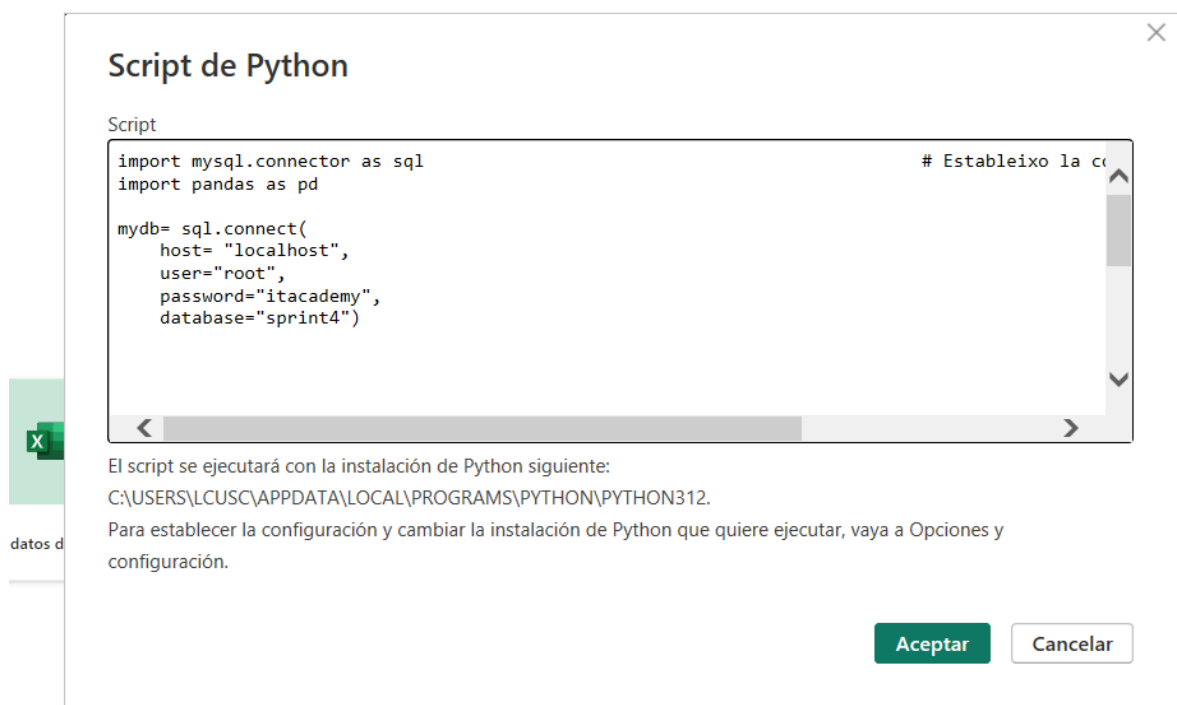 Script de Python
Script
import mysql.connector as sql # Estableixo la
import pandas as pd
mydb= sql.connect(
host= "localhost",
user="root",
password="itacademy",
database="sprint4")
El script se ejecutará con la instalación de Python siguiente:
C:\USERS\LCUSC\APPDATA\LOCAL\PROGRAMS\PYTHON\PYTHON312.
Para establecer la configuración y cambiar la instalación de Python que quiere ejecutar, vaya a Opciones y
configuración.
X
datos d
Aceptar
Cancelar